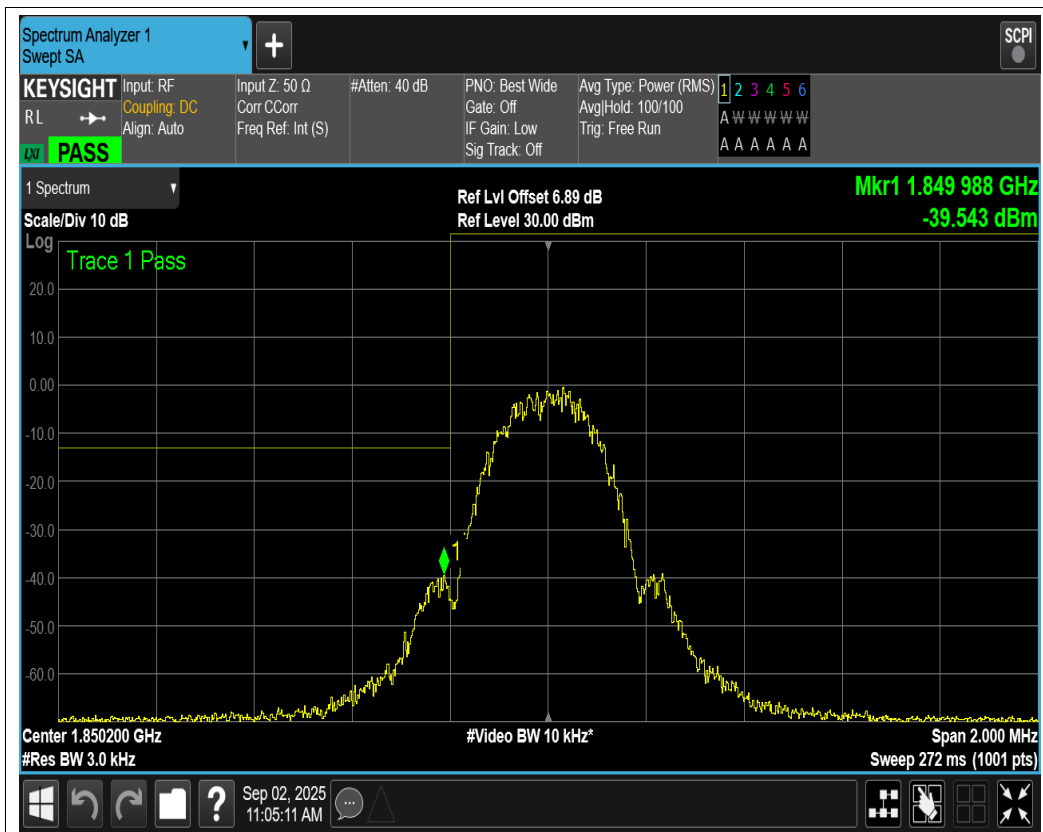 Spectrum Analyzer 1
Swept SA
+
SCPI
KEYSIGHT
RL
LXI PASS
Input: RF
Coupling: DC
Align: Auto
Input Z: 50 Ω
Corr CCorr
Freq Ref: Int (S)
#Atten: 40 dB
PNO: Best Wide
Gate: Off
IF Gain: Low
Sig Track: Off
Avg Type: Power (RMS)
Avg|Hold: 100/100
Trig: Free Run
1 2 3 4 5 6
A W W W W W
A A A A A A
1 Spectrum
Scale/Div 10 dB
Ref Lvl Offset 6.89 dB
Ref Level 30.00 dBm
Mkr1 1.849 988 GHz
-39.543 dBm
Log
Trace 1 Pass
20.0
10.0
0.00
-10.0
-20.0
-30.0
1
-40.0
-50.0
-60.0
Center 1.850200 GHz
#Video BW 10 kHz*
Span 2.000 MHz
#Res BW 3.0 kHz
Sweep 272 ms (1001 pts)
?
Sep 02, 2025
11:05:11 AM